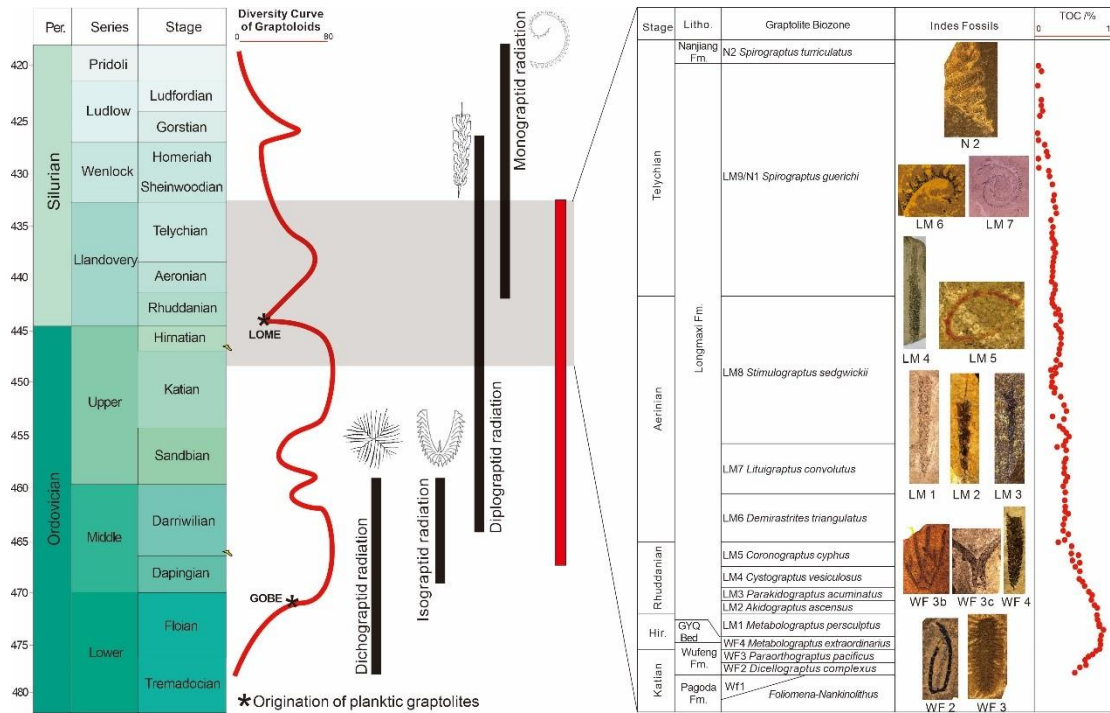 Per.
Series
Stage
Diversity Curve
of Graptoloids
0
80
420
425
430
435
440
445
450
455
460
465
470
475
480
Silurian
Ordovician
Pridoli
Ludlow
Wenlock
Llandovery
Upper
Middle
Lower
Ludfordian
Gorstian
Homeriah
Sheinwoodian
Telychian
Aeronian
Rhuddanian
Hirnatian
Katian
Sandbian
Darriwilian
Dapingian
Floian
Tremadocian
LOME
GOBE
* Origination of planktic graptolites
Dichograptid radiation
Isograptid radiation
Diplograptid radiation
Monograptid radiation
Stage
Litho.
Graptolite Biozone
Indes Fossils
TOC /%
0
1
Telychian
Aerinian
Rhuddanian
Hir.
Katian
Nanjiang
Fm.
Longmaxi Fm.
GYQ
Bed
Wufeng
Fm.
Pagoda
Fm.
N2 Spirograptus turriculatus
LM9/N1 Spirograptus guerichi
LM8 Stimulograptus sedgwickii
LM7 Lituigraptus convolutus
LM6 Demirastrites triangulatus
LM5 Coronograptus cyphus
LM4 Cystograptus vesiculosus
LM3 Parakidograptus acuminatus
LM2 Akidograptus ascensus
LM1 Metabolograptus persculptus
WF4 Metabolograptus extraordinarius
WF3 Paraorthograptus pacificus
WF2 Dicellograptus complexus
Wf1
Foliomena-Nankinolithus
N 2
LM 6
LM 7
LM 4
LM 5
LM 1
LM 2
LM 3
WF 3b
WF 3c
WF 4
WF 2
WF 3